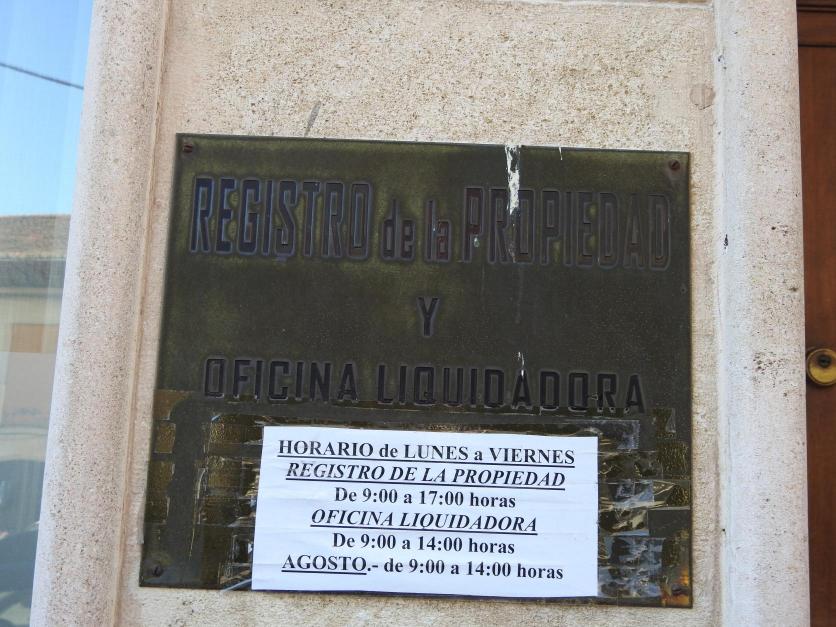 REGISTRO de la PROPIEDAD
Y
OFICINA LIQUIDADORA
HORARIO de LUNES a VIERNES
REGISTRO DE LA PROPIEDAD
De 9:00 a 17:00 horas
OFICINA LIQUIDADORA
De 9:00 a 14:00 horas
AGOSTO.- de 9:00 a 14:00 horas